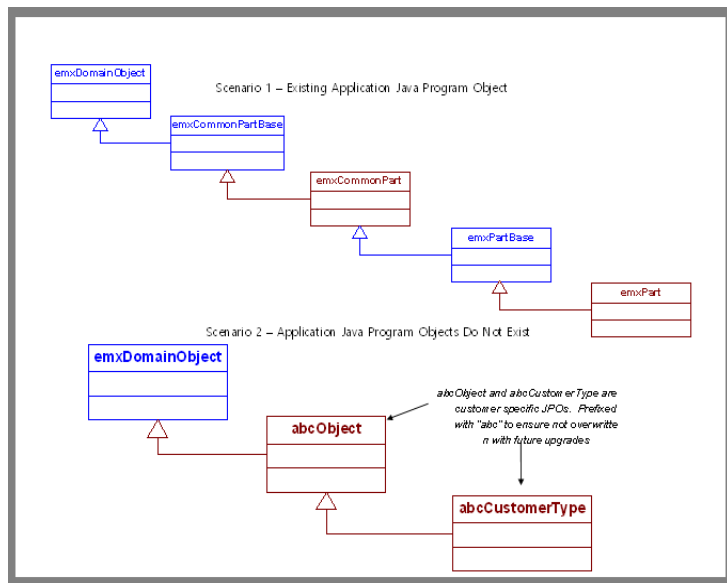 emxDomainObject
Scenario 1 – Existing Application Java Program Object
emxCommonPartBase
emxCommonPart
emxPartBase
emxPart
Scenario 2 – Application Java Program Objects Do Not Exist
emxDomainObject
abcObject and abcCustomerType are
customer specific JPOs. Prefixed
with "abc" to ensure not overwritte
n with future upgrades
abcObject
abcCustomerType